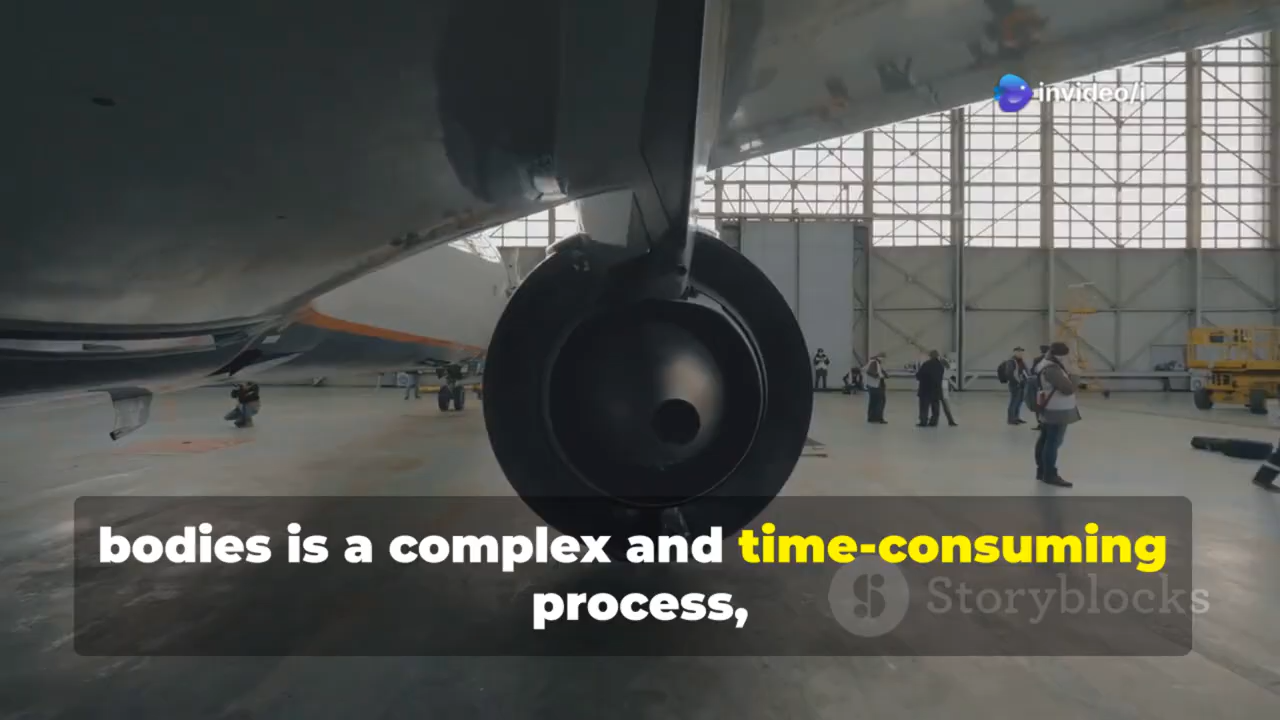 invideo/i
bodies is a complex and time-consuming
process,
Storyblocks